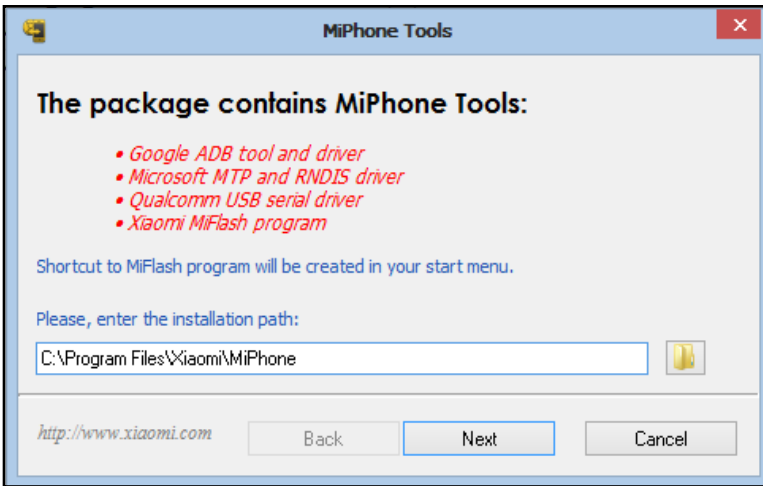 MiPhone Tools
The package contains MiPhone Tools:
• Google ADB tool and driver
• Microsoft MTP and RNDIS driver
• Qualcomm USB serial driver
• Xiaomi MiFlash program
Shortcut to MiFlash program will be created in your start menu.
Please, enter the installation path:
C:\Program Files\Xiaomi\MiPhone
http://www.xiaomi.com
Back
Next
Cancel